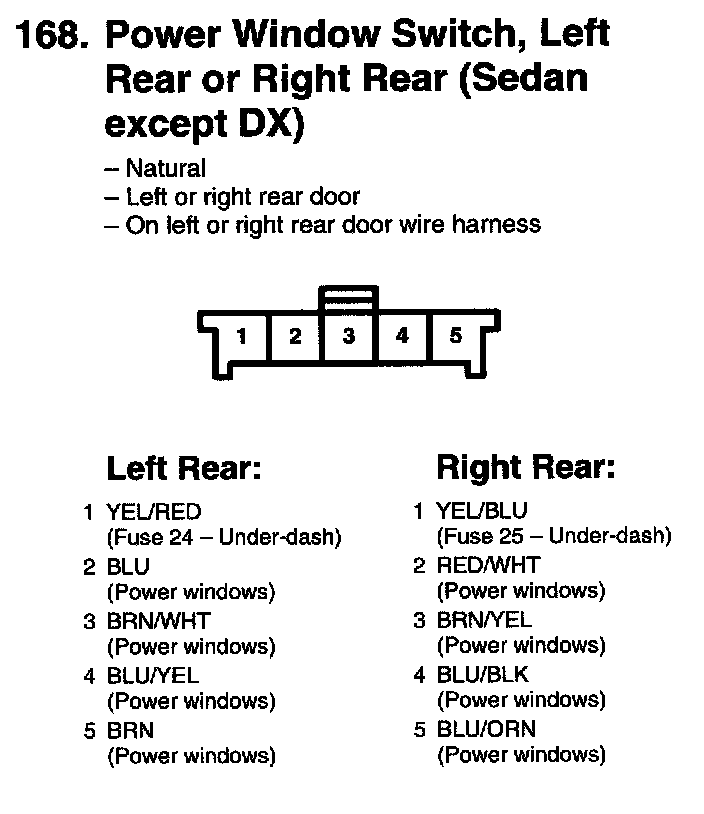 168. Power Window Switch, Left
Rear or Right Rear (Sedan
except DX)
– Natural
– Left or right rear door
– On left or right rear door wire harness
1 2 3 4 5
Left Rear:
1 YEL/RED
(Fuse 24 – Under-dash)
2 BLU
(Power windows)
3 BRN/WHT
(Power windows)
4 BLU/YEL
(Power windows)
5 BRN
(Power windows)
Right Rear:
1 YEL/BLU
(Fuse 25 – Under-dash)
2 RED/WHT
(Power windows)
3 BRN/YEL
(Power windows)
4 BLU/BLK
(Power windows)
5 BLU/ORN
(Power windows)